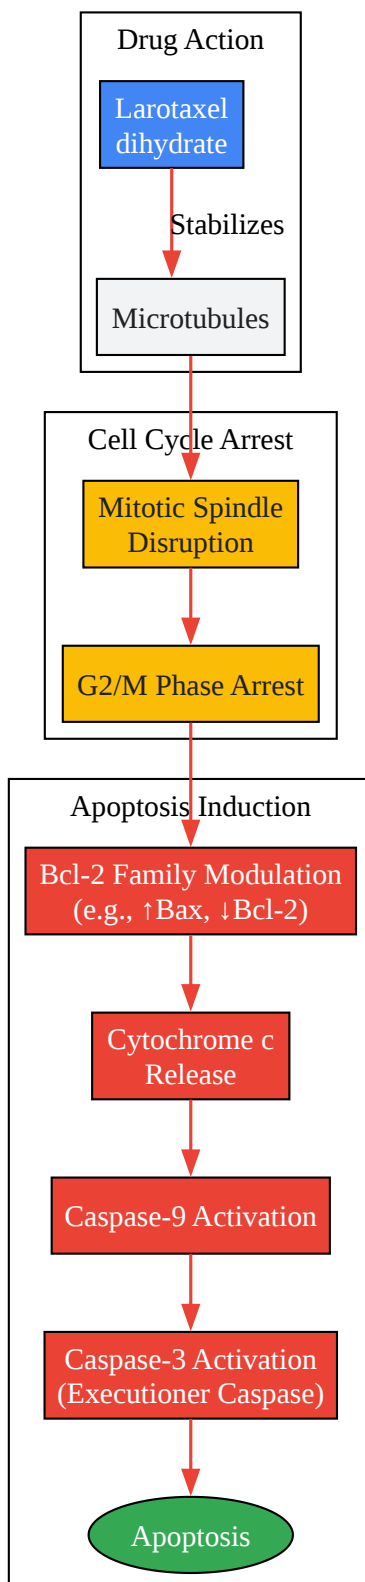 Drug Action
Larotaxel
dihydrate
Stabilizes
Microtubules
Cell Cycle Arrest
Mitotic Spindle
Disruption
G2/M Phase Arrest
Apoptosis Induction
Bcl-2 Family Modulation
(e.g., ↑Bax, ↓Bcl-2)
Cytochrome c
Release
Caspase-9 Activation
Caspase-3 Activation
(Executioner Caspase)
Apoptosis